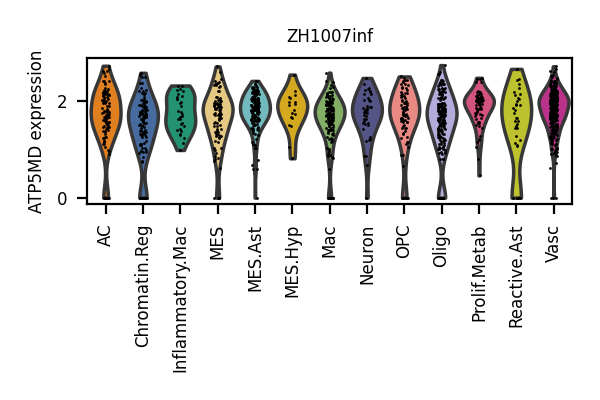 ZH1007inf
ATP5MD expression
2
0
AC
Chromatin.Reg
Inflammatory.Mac
MES
MES.Ast
MES.Hyp
Mac
Neuron
OPC
Oligo
Prolif.Metab
Reactive.Ast
Vasc